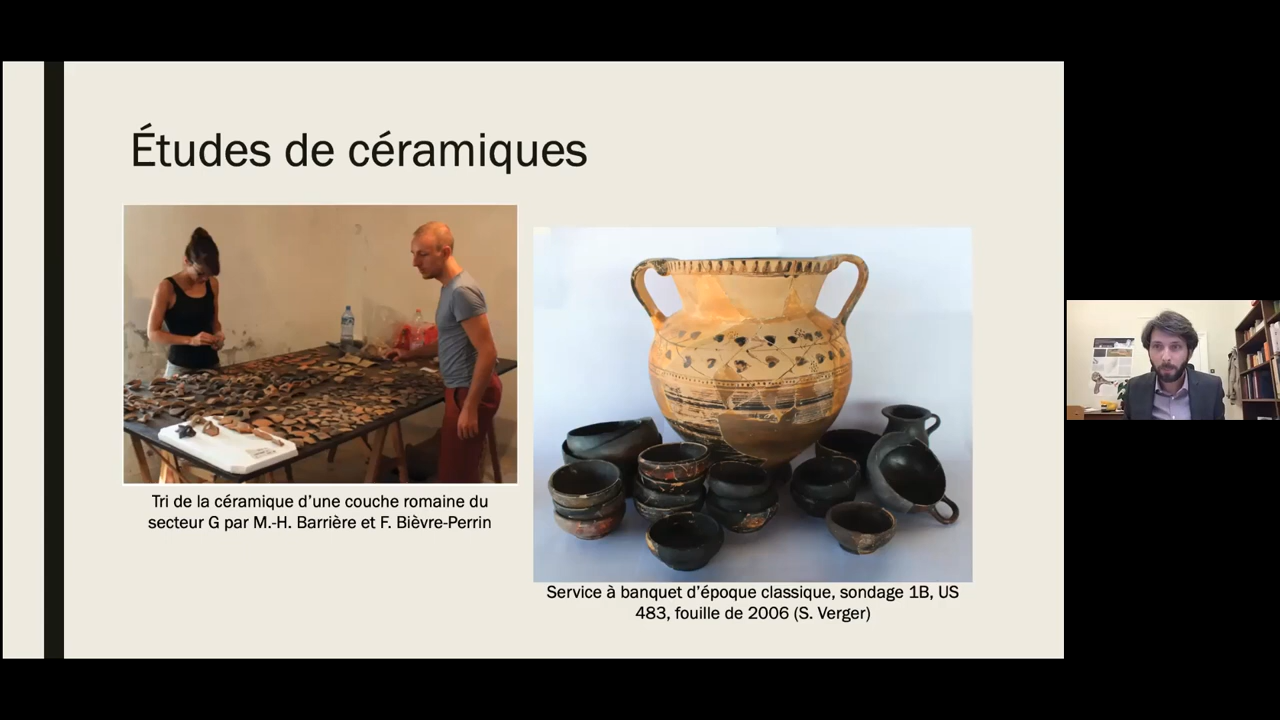 Études de céramiques
Tri de la céramique d’une couche romaine du
secteur G par M.-H. Barrière et F. Bièvre-Perrin
Service à banquet d’époque classique, sondage 1B, US
483, fouille de 2006 (S. Verger)